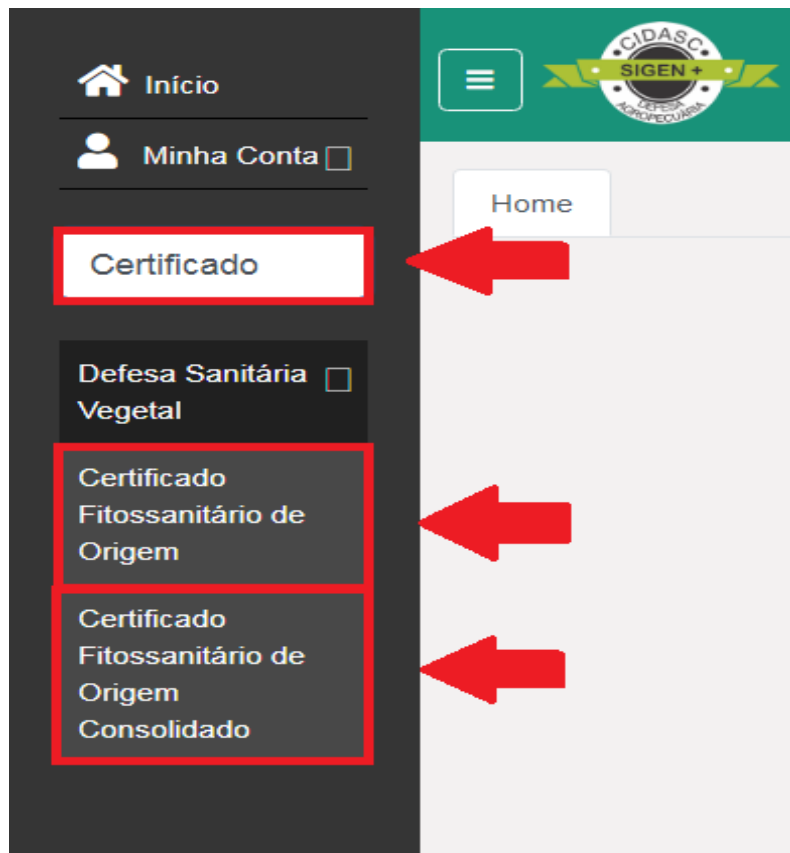 Início
Minha Conta
Certificado
Defesa Sanitária
Vegetal
Certificado
Fitossanitário de
Origem
Certificado
Fitossanitário de
Origem
Consolidado
CIDASC
SIGEN +
DEFESA
AGROPECUÁRIA
Home